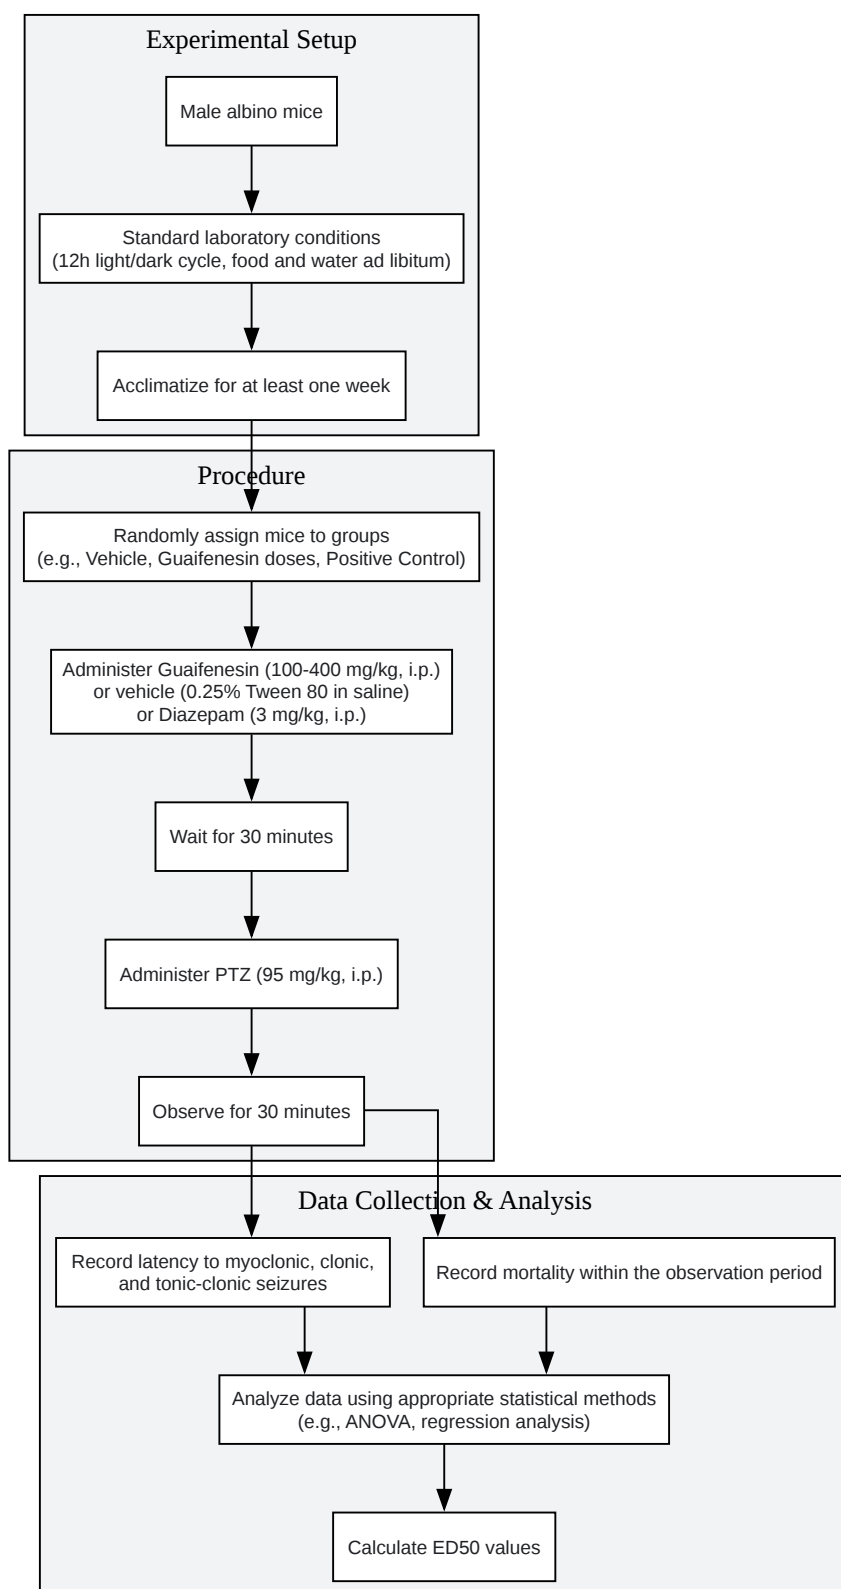 Experimental Setup
Male albino mice
Standard laboratory conditions
(12h light/dark cycle, food and water ad libitum)
Acclimatize for at least one week
Procedure
Randomly assign mice to groups
(e.g., Vehicle, Guaifenesin doses, Positive Control)
Administer Guaifenesin (100-400 mg/kg, i.p.)
or vehicle (0.25% Tween 80 in saline)
or Diazepam (3 mg/kg, i.p.)
Wait for 30 minutes
Administer PTZ (95 mg/kg, i.p.)
Observe for 30 minutes
Data Collection & Analysis
Record latency to myoclonic, clonic,
and tonic-clonic seizures
Record mortality within the observation period
Analyze data using appropriate statistical methods
(e.g., ANOVA, regression analysis)
Calculate ED50 values